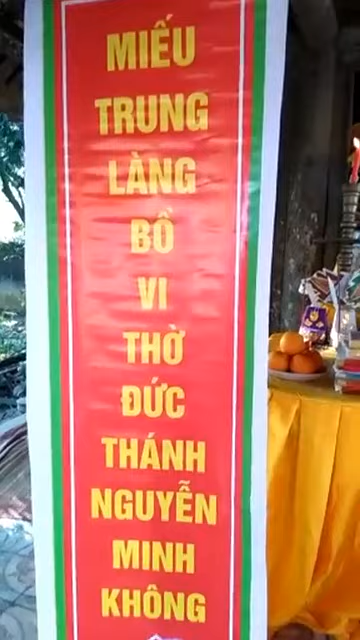 MIẾU
TRUNG
LÀNG
BỒ
VI
THỜ
ĐỨC
THÁNH
NGUYỄN
MINH
KHÔNG